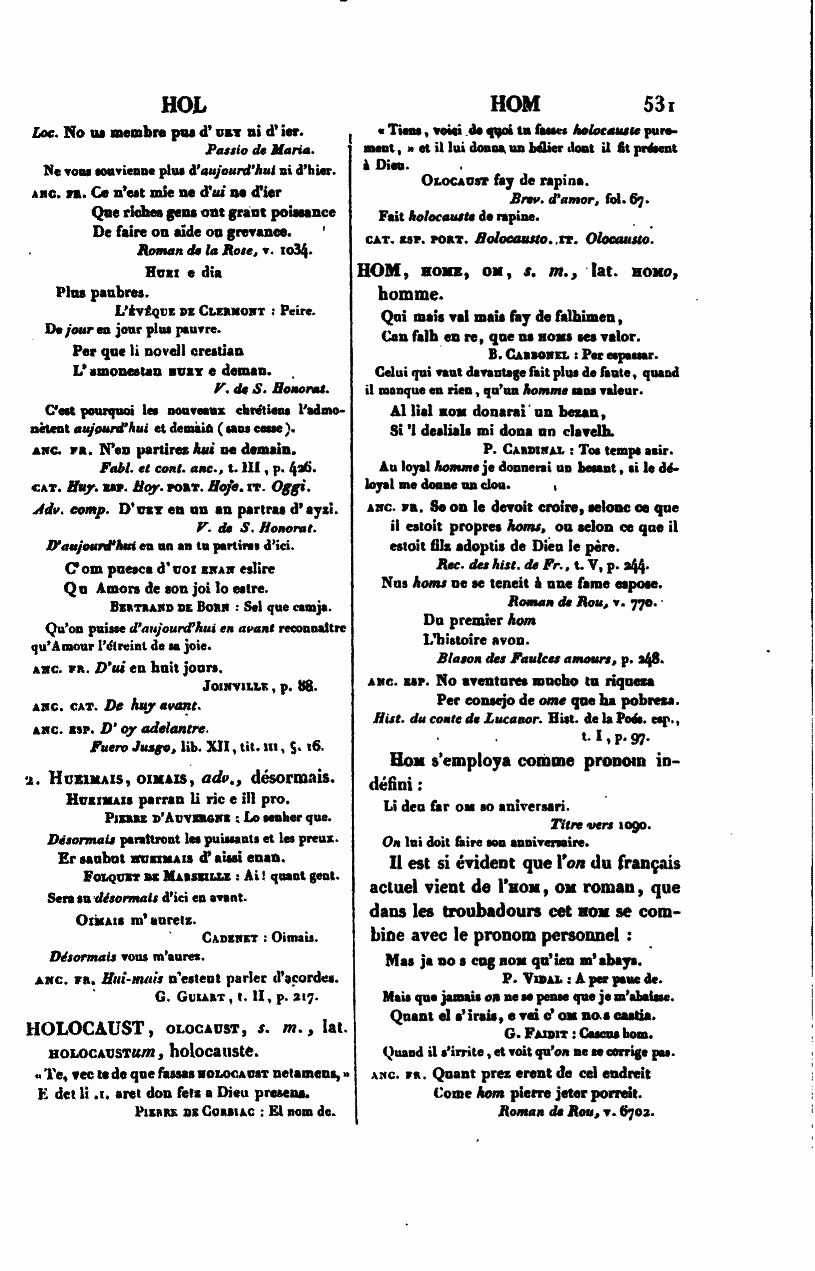 HOL
HOM 531
Loc. No us membre pus d'UEY ni d'ier.
Passio de Maria.
Ne vous souvienne plus d'aujourd'hui ni d'hier.
ANC. FR. Ce n'est mie ne d'ui ne d'ier
Que riches gens ont grant poissance
De faire on aide on grevance.
Roman de la Rose, v. 1034.
HUEI e dia
Plus paubres.
L'ÉVÊQUE DE CLERMONT : Peire.
De jour en jour plus pauvre.
Per que li novell crestian
L'amonestan HUEY e deman.
V. de S. Honorat.
C'est pourquoi les nouveaux chrétiens l'admo-
nètent aujourd'hui et demain (sans cesse).
ANC. FR. N'en partirez hui ne demain.
Fabl. et cont. anc., t. III, p. 426.
CAT. Huy. ESP. Hoy. PORT. Hoje. IT. Oggi.
Adv. comp. D'UEY en un an partras d'ayzi.
V. de S. Honorat.
D'aujourd'hui en un an tu partiras d'ici.
C'om puesca d'UOI ENAN eslire
Qu Amors de son joi lo estre.
BERTRAND DE BORN : Sel que camja.
Qu'on puisse d'aujourd'hui en avant reconnaître
qu'Amour l'étreint de sa joie.
ANC. FR. D'ui en huit jours.
JOINVILLE, p. 88.
ANC. CAT. De huy avant.
ANC. ESP. D'oy adelantre.
Fuero Jusgo, lib. XII, tit. III, §. 16.
2. HUEIMAIS, OIMAIS, adv., désormais.
HUEIMAIS parran li ric e ill pro.
PIERRE D'AUVERGNE : Lo senher que.
Désormais paraîtront les puissants et les preux.
Er saubut HUEIMAIS d'aissi enan.
FOLQUET DE MARSEILLE : Ai! quant gent.
Sera su désormais d'ici en avant.
OIMAIS m'auretz.
CADENET : Oimais.
Désormais vous m'aurez.
ANC. FR. Hui-mais n'estent parler d'açordes.
G. GUIART, t. II, p. 217.
HOLOCAUST, OLOCAUST, s. m., lat.
HOLOCAUSTum, holocauste.
« Te, vec te de que fassas HOLOCAUST netamens, »
E det li .I. aret don fetz a Dieu presens.
PIERRE DE CORBIAC : El nom de.
« Tiens, voici de quoi tu fasses holocauste pure-
ment, » et il lui donna un bélier dont il fit présent
à Dieu.
OLOCAUST fay de rapina.
Brev. d'amor, fol. 67.
Fait holocauste de rapine.
CAT. ESP. PORT. Holocausto. IT. Olocausto.
HOM, HOME, OM, s. m., lat. HOMO,
homme.
Qui mais val mais fay de falhimen,
Can falh en re, que us HOMS ses valor.
B. CARBONEL : Per espassar.
Celui qui vaut davantage fait plus de faute, quand
il manque en rien, qu'un homme sans valeur.
Al lial HOM donarai un bezan,
Si 'l deslials mi dona un clavelh.
P. CARDINAL : Tos temps azir.
Au loyal homme je donnerai un besant, si le dé-
loyal me donne un clou.
ANC. FR. Se on le devoit croire, selonc ce que
il estoit propres homs, ou selon ce que il
estoit filz adoptis de Dieu le père.
Rec. des hist. de Fr., t. V, p. 244.
Nus homs ne se teneit à une fame espose.
Roman de Rou, v. 770.
Du premier hom
L'histoire avon.
Blason des Faulces amours, p. 248.
ANC. ESP. No aventures mucho tu riqueza
Per consejo de ome que ha pobreza.
Hist. du conte de Lucanor. Hist. de la Poés. esp.,
t. I, p. 97.
HOM s'employa comme pronom in-
défini :
Li deu far OM so aniversari.
Titre vers 1090.
On lui doit faire son anniversaire.
Il est si évident que l'on du français
actuel vient de l'HOM, OM roman, que
dans les troubadours cet HOM se com-
bine avec le pronom personnel :
Mas ja no s cug HOM qu'ieu m'abays.
P. VIDAL : A per pauc de.
Mais que jamais on ne se pense que je m'abaisse.
Quant el s'irais, e vei c'OM no.s castia.
G. FAIDIT : Cascus hom.
Quand il s'irrite, et voit qu'on ne se corrige pas.
ANC. FR. Quant prez erent de cel endreit
Come hom pierre jeter porreit.
Roman de Rou, v. 6702.